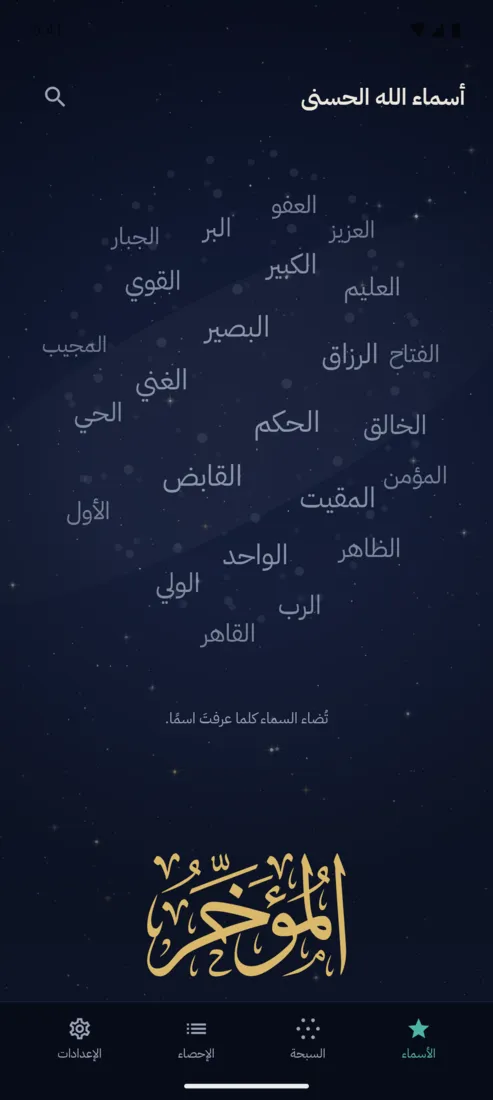 أسماء الله الحسنى
العفو
البر
العزيز
الجبار
الكبير
القوي
العليم
البصير
المجيب
الرزاق
الفتاح
الغني
الحي
الحكم
الخالق
القابض
المؤمن
المقيت
الأول
الظاهر
الواحد
الولي
الرب
القاهر
تُضاء السماء كلما عرفتَ اسمًا.
المُؤَخِّرُ
الأسماء
السبحة
الإحصاء
الإعدادات